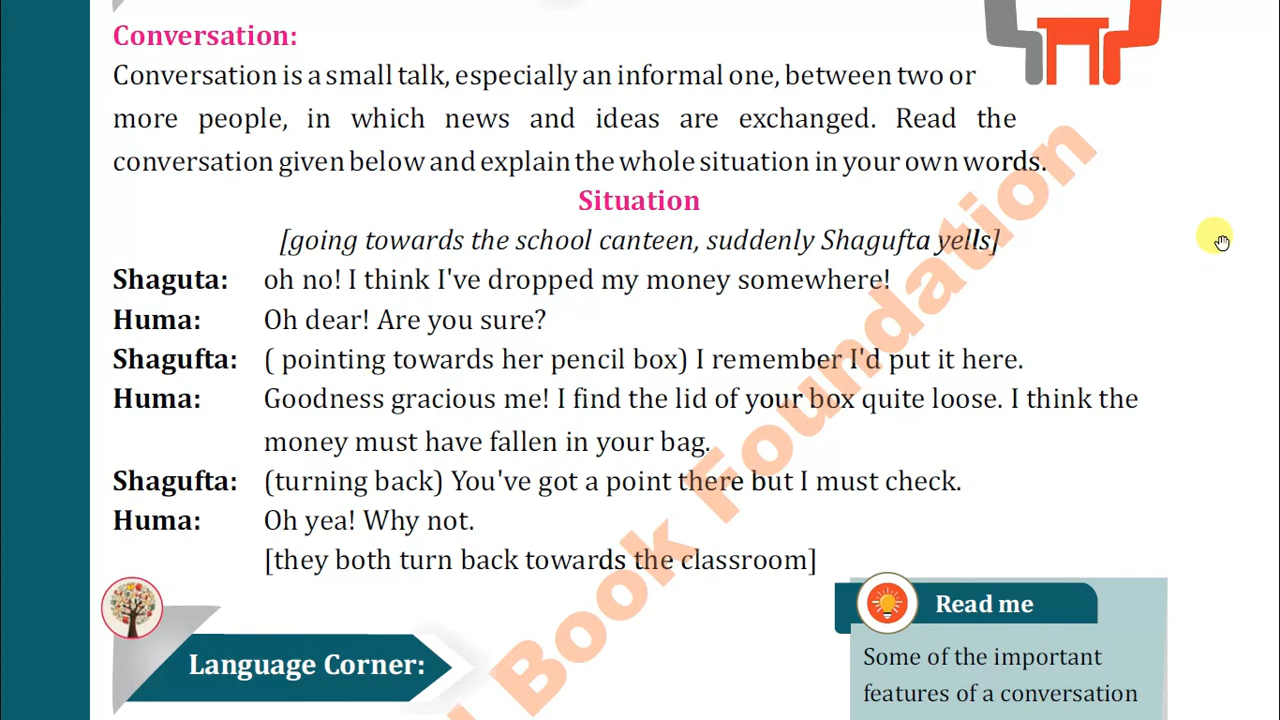 Conversation:
Conversation is a small talk, especially an informal one, between two or
more people, in which news and ideas are exchanged. Read the
conversation given below and explain the whole situation in your own words.
Situation
[going towards the school canteen, suddenly Shagufta yells]
Shaguta: oh no! I think I've dropped my money somewhere!
Huma: Oh dear! Are you sure?
Shagufta: ( pointing towards her pencil box) I remember I'd put it here.
Huma: Goodness gracious me! I find the lid of your box quite loose. I think the
money must have fallen in your bag.
Shagufta: (turning back) You've got a point there but I must check.
Huma: Oh yea! Why not.
[they both turn back towards the classroom]
Language Corner:
Read me
Some of the important
features of a conversation
Book Foundation